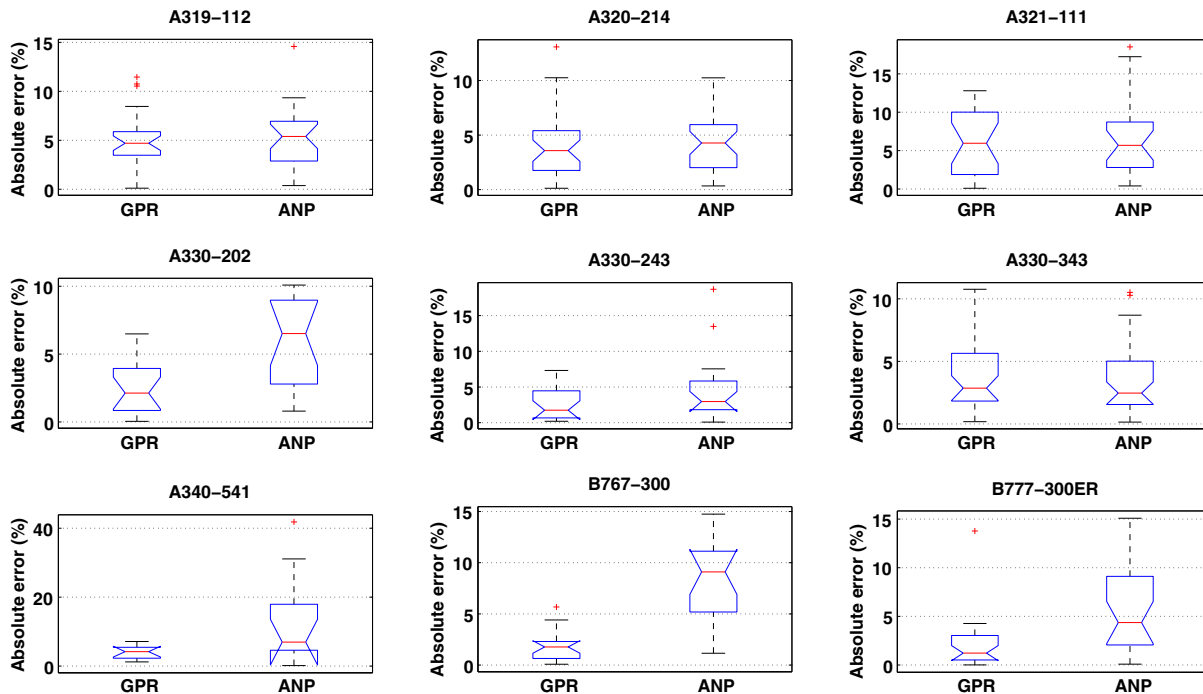 A319-112
A320-214
A321-111
Absolute error (%)
15
10
5
0
GPR
ANP
Absolute error (%)
10
5
0
GPR
ANP
Absolute error (%)
15
10
5
0
GPR
ANP
A330-202
A330-243
A330-343
Absolute error (%)
10
5
0
GPR
ANP
Absolute error (%)
15
10
5
0
GPR
ANP
Absolute error (%)
10
5
0
GPR
ANP
A340-541
B767-300
B777-300ER
Absolute error (%)
40
20
0
GPR
ANP
Absolute error (%)
15
10
5
0
GPR
ANP
Absolute error (%)
15
10
5
0
GPR
ANP